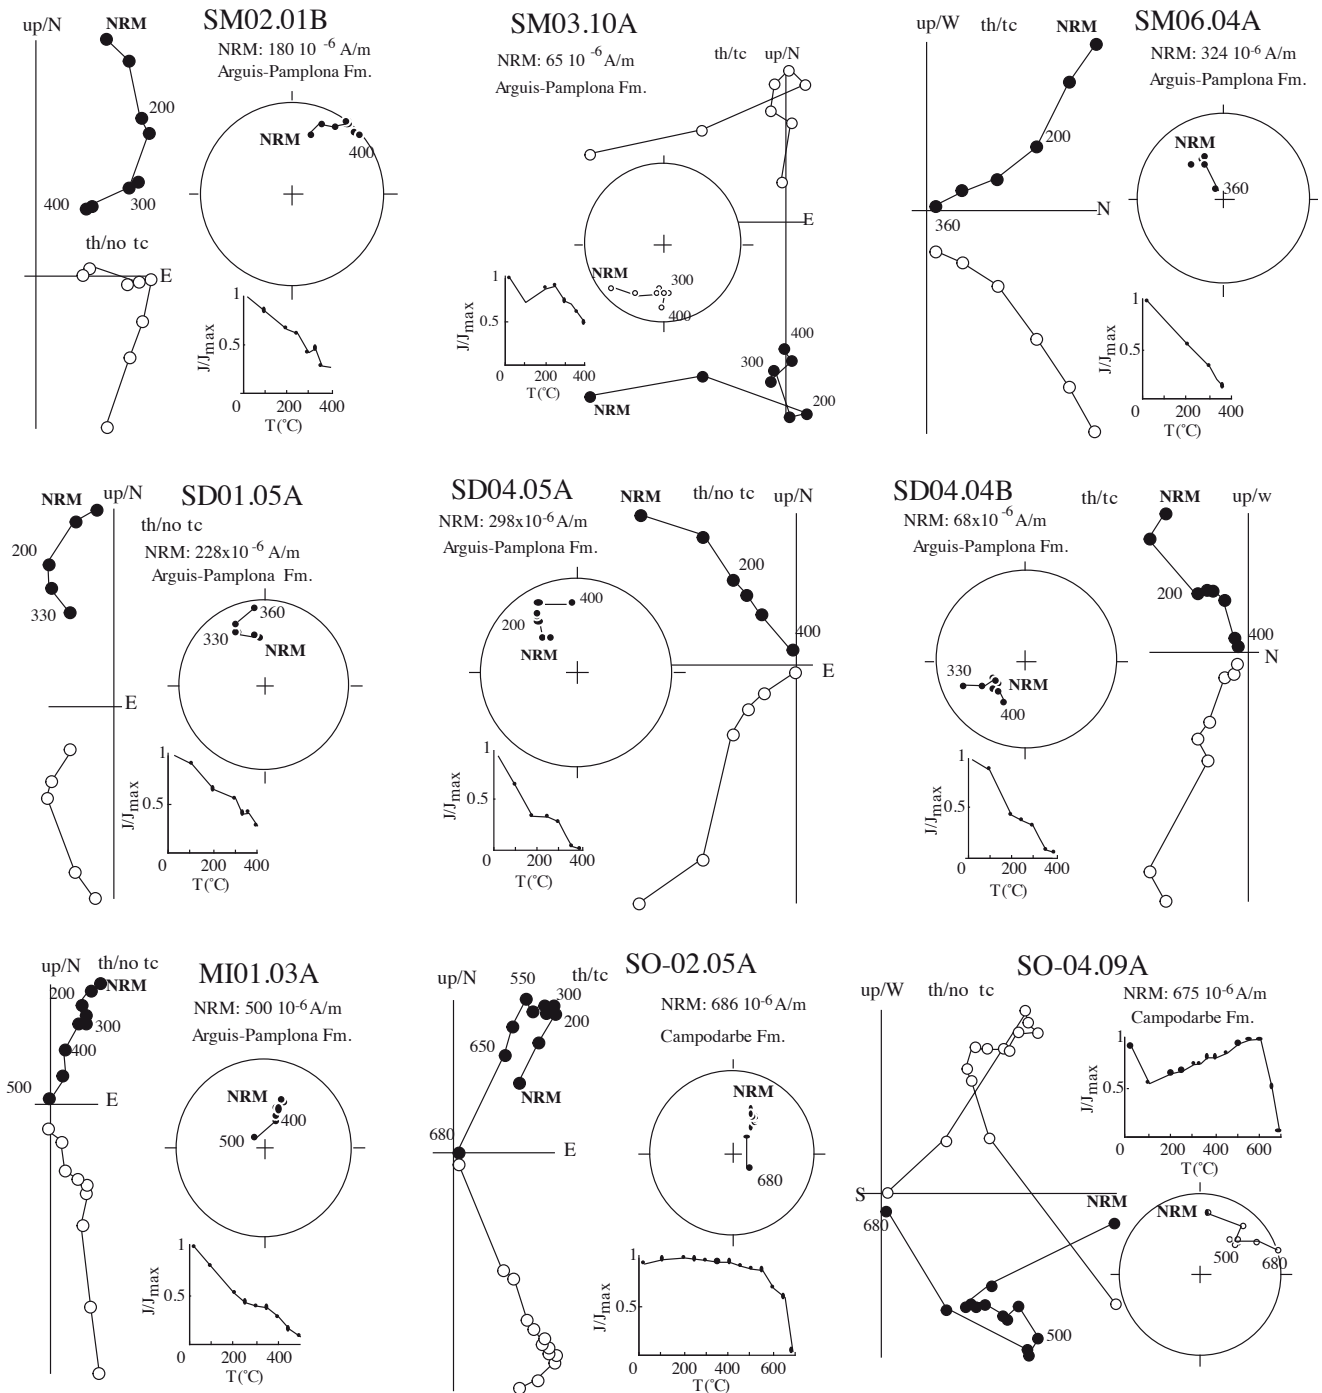 SM02.01B
up/N
NRM
NRM: 180 10 -6 A/m
Arguis-Pamplona Fm.
200
NRM
400
400
300
th/no tc
E
1
0.5
J/Jmax
0
200
400
T(°C)
SM03.10A
NRM: 65 10 -6 A/m
th/tc
up/N
Arguis-Pamplona Fm.
E
NRM
300
400
1
0.5
J/Jmax
0
200
400
T(°C)
400
300
200
NRM
SM06.04A
up/W
th/tc
NRM
NRM: 324 10-6 A/m
Arguis-Pamplona Fm.
200
NRM
360
360
N
1
0.5
J/Jmax
0
200
400
T(°C)
SD01.05A
NRM
up/N
th/no tc
NRM: 228x10 -6 A/m
Arguis-Pamplona Fm.
200
330
360
330
NRM
E
1
0.5
J/Jmax
0
200
400
T(°C)
SD04.05A
NRM
th/no tc
up/N
NRM: 298x10-6 A/m
Arguis-Pamplona Fm.
200
400
200
NRM
400
E
1
0.5
J/Jmax
0
200
400
T(°C)
SD04.04B
th/tc
NRM
up/w
NRM: 68x10 -6 A/m
Arguis-Pamplona Fm.
200
400
330
NRM
400
N
1
0.5
J/Jmax
0
200
400
T(°C)
MI01.03A
up/N
th/no tc
NRM
200
NRM: 500 10-6 A/m
Arguis-Pamplona Fm.
300
400
500
E
NRM
400
500
1
0.5
J/Jmax
0
200
400
T(°C)
SO-02.05A
up/N
550
th/tc
300
200
NRM: 686 10-6 A/m
Campodarbe Fm.
650
NRM
680
E
NRM
680
1
0.5
J/Jmax
0
200
400
600
T(°C)
SO-04.09A
up/W
th/no tc
NRM: 675 10-6 A/m
Campodarbe Fm.
1
0.5
J/Jmax
0
200
400
600
T(°C)
S
NRM
680
500
NRM
500
680